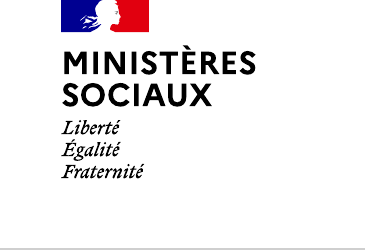 MINISTÈRES
SOCIAUX
Liberté
Égalité
Fraternité